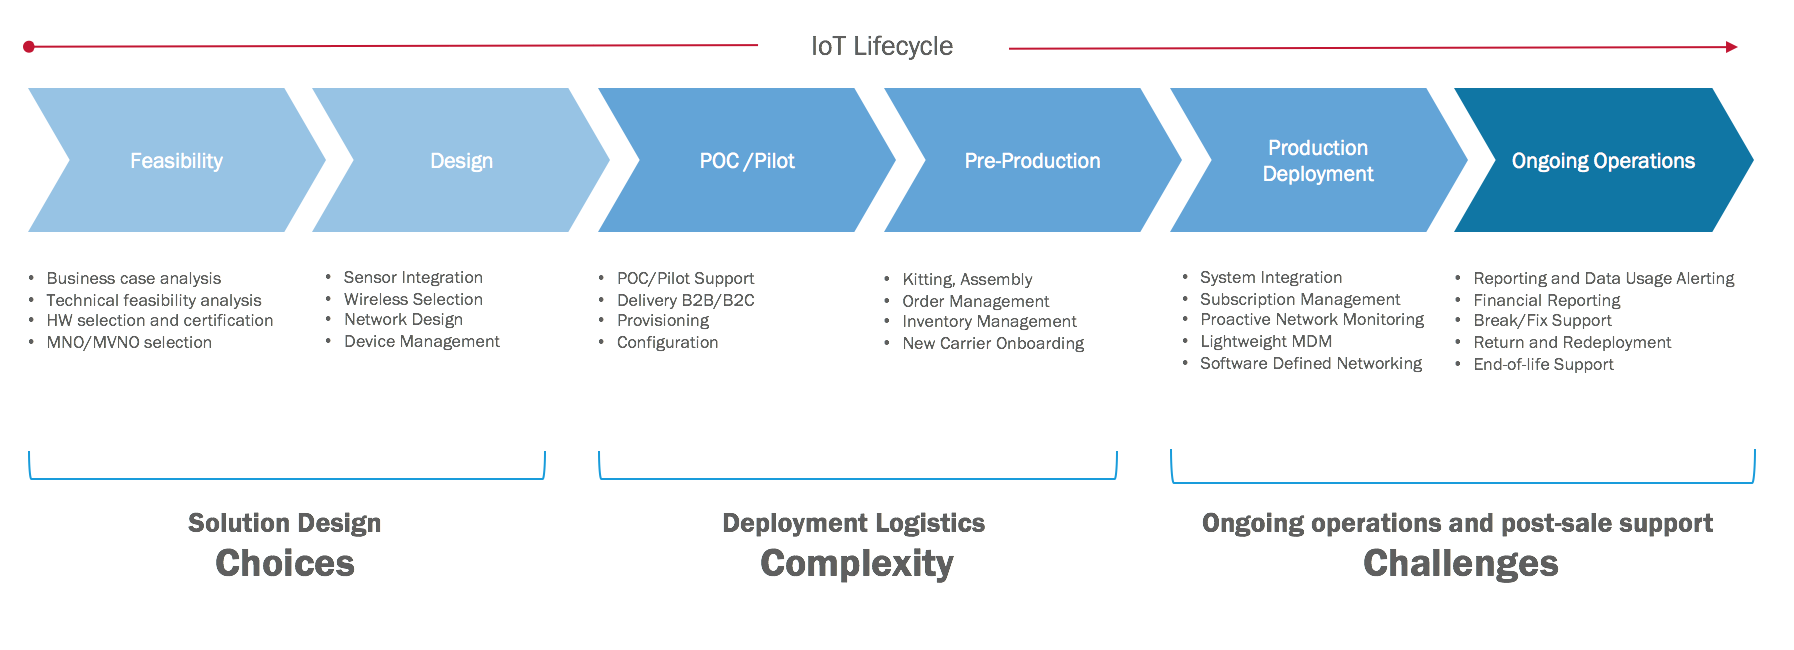 IoT Lifecycle
Feasibility
Design
POC /Pilot
Pre-Production
Production
Deployment
Ongoing Operations
• Business case analysis
• Technical feasibility analysis
• HW selection and certification
• MNO/MVNO selection
• Sensor Integration
• Wireless Selection
• Network Design
• Device Management
• POC/Pilot Support
• Delivery B2B/B2C
• Provisioning
• Configuration
• Kitting, Assembly
• Order Management
• Inventory Management
• New Carrier Onboarding
• System Integration
• Subscription Management
• Proactive Network Monitoring
• Lightweight MDM
• Software Defined Networking
• Reporting and Data Usage Alerting
• Financial Reporting
• Break/Fix Support
• Return and Redeployment
• End-of-life Support
Solution Design
Choices
Deployment Logistics
Complexity
Ongoing operations and post-sale support
Challenges